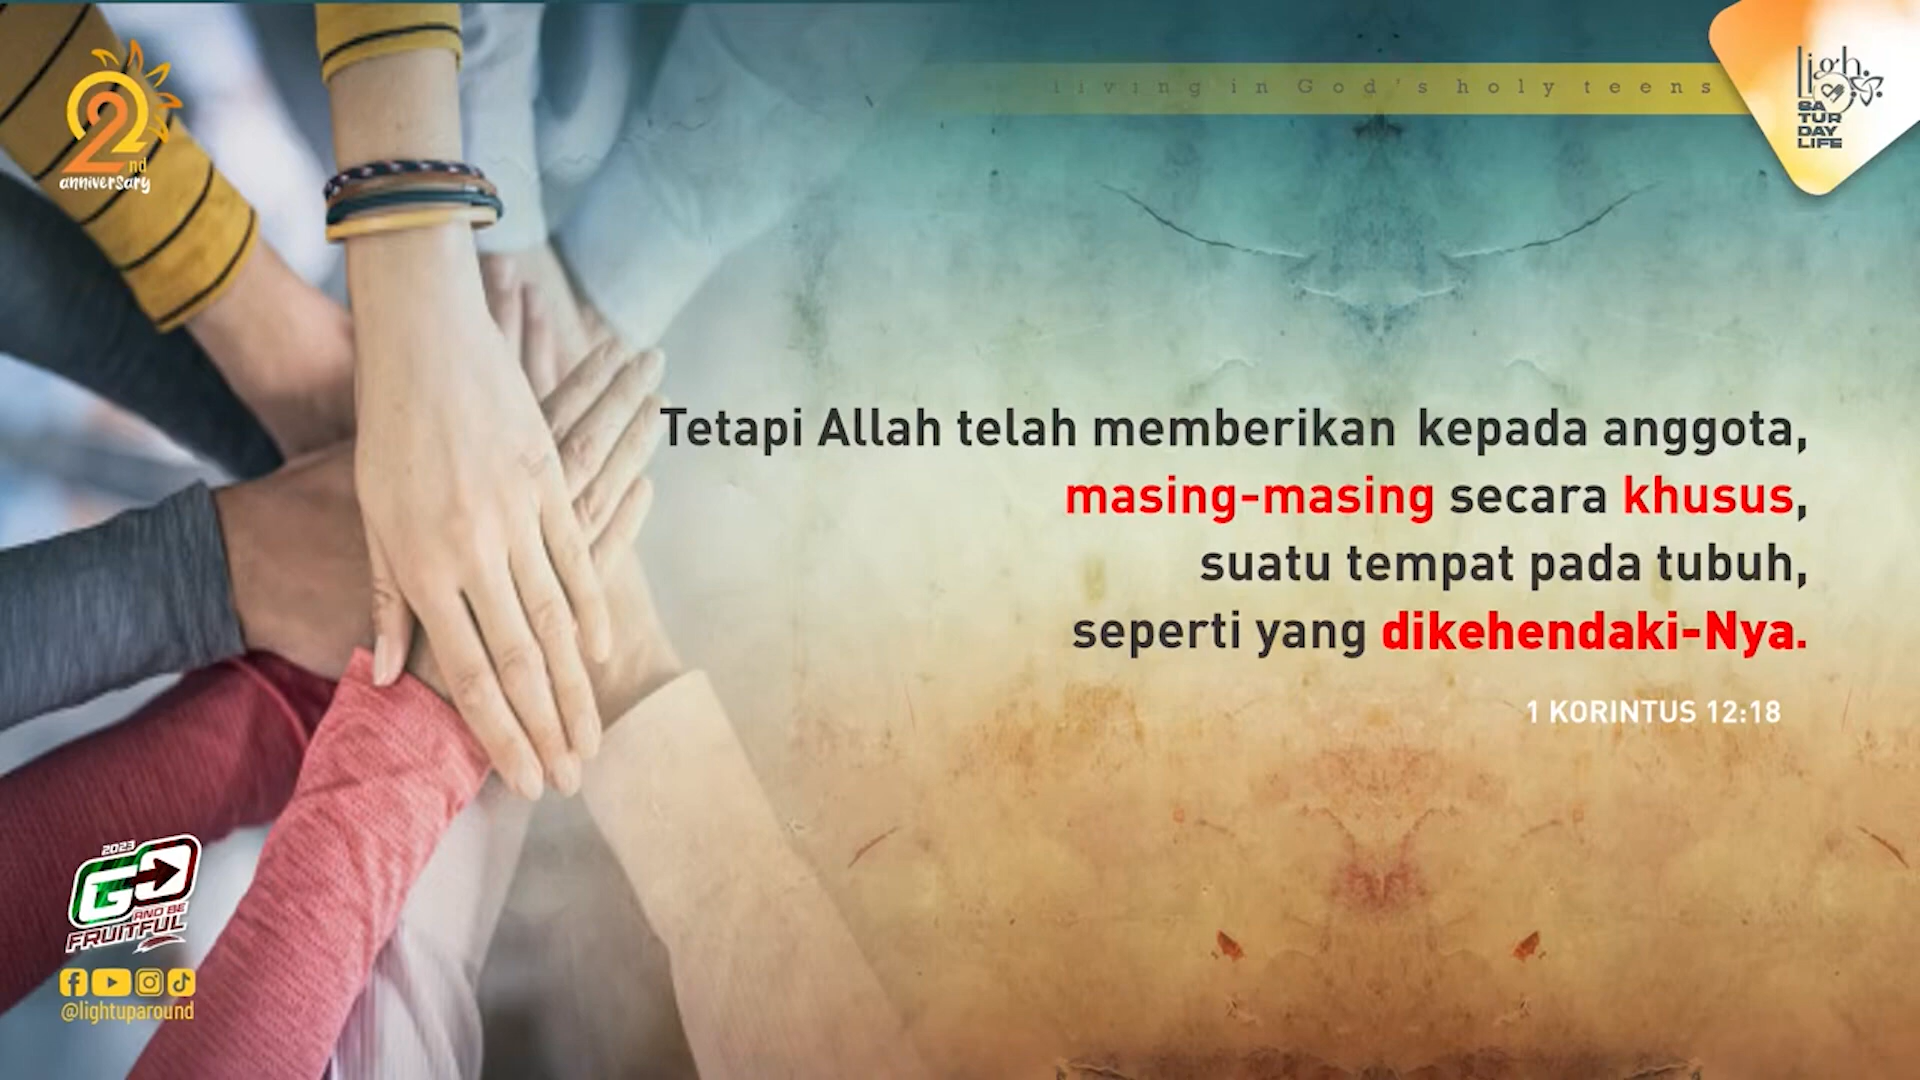 2nd
anniversary
living in God's holy teens
ligh
SA
TUR
DAY
LIFE
Tetapi Allah telah memberikan kepada anggota,
masing-masing secara khusus,
suatu tempat pada tubuh,
seperti yang dikehendaki-Nya.
1 KORINTUS 12:18
2023
GO
AND BE
FRUITFUL
@lightuparound